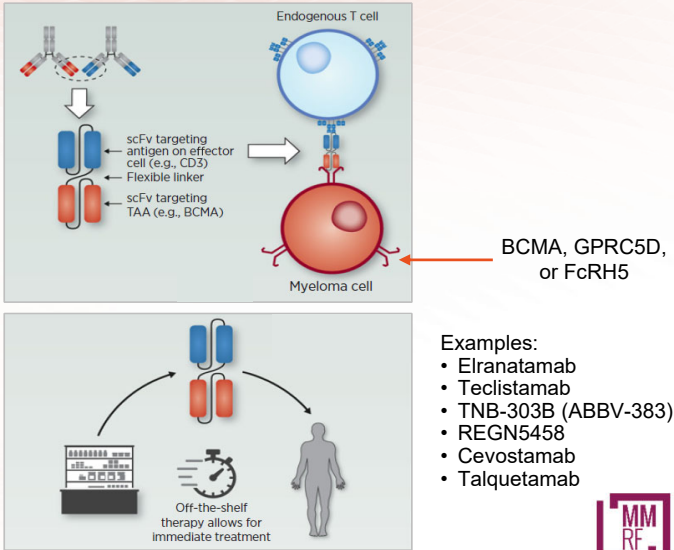 Endogenous T cell
scFv targeting
antigen on effector
cell (e.g., CD3)
Flexible linker
scFv targeting
TAA (e.g., BCMA)
Myeloma cell
BCMA, GPRC5D,
or FcRH5
Off-the-shelf
therapy allows for
immediate treatment
Examples:
• Elranatamab
• Teclistamab
• TNB-303B (ABBV-383)
• REGN5458
• Cevostamab
• Talquetamab
MM
RF